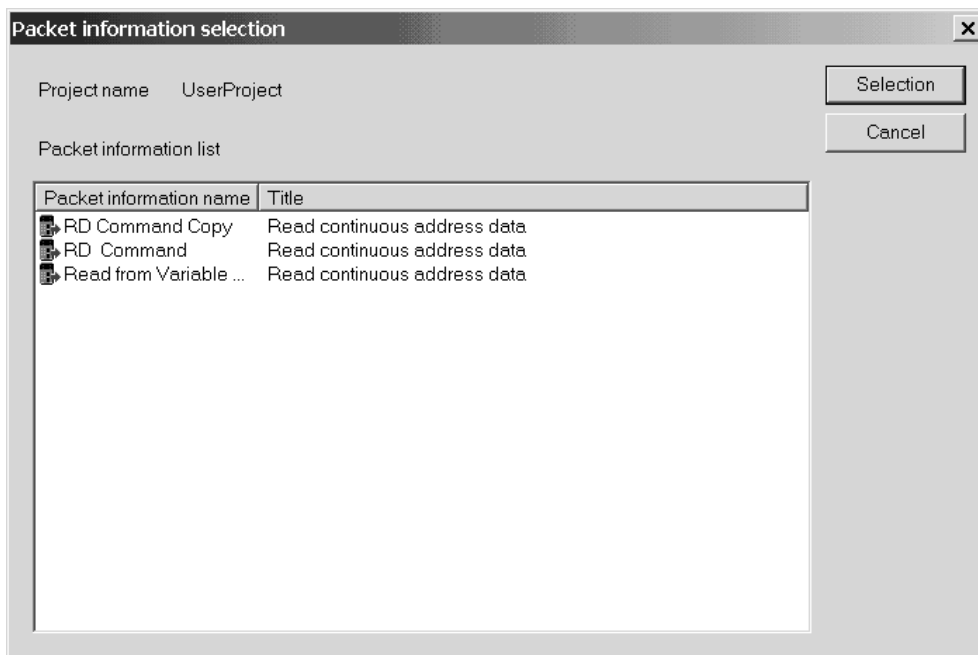 Packet information selection
Project name UserProject
Selection
Cancel
Packet information list
Packet information name Title
RD Command Copy Read continuous address data
RD Command Read continuous address data
Read from Variable ... Read continuous address data